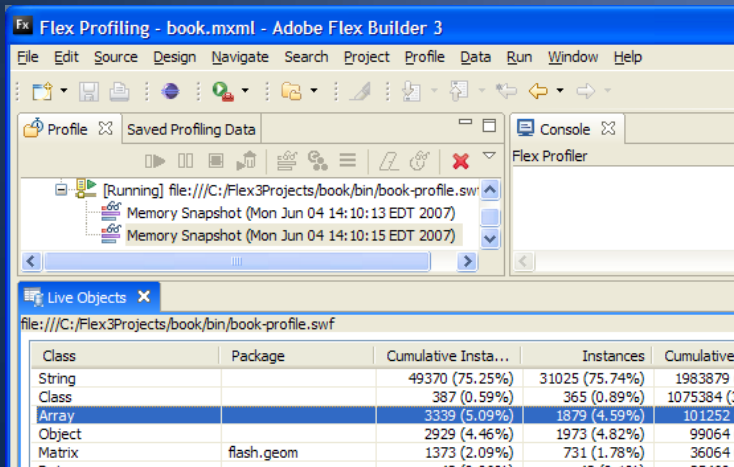 Fx Flex Profiling - book.mxml - Adobe Flex Builder 3
File Edit Source Design Navigate Search Project Profile Data Run Window Help
Profile Saved Profiling Data Console
Flex Profiler
[Running] file:///C:/Flex3Projects/book/bin/book-profile.sw
Memory Snapshot (Mon Jun 04 14:10:13 EDT 2007)
Memory Snapshot (Mon Jun 04 14:10:15 EDT 2007)
Live Objects
file:///C:/Flex3Projects/book/bin/book-profile.swf
Class Package Cumulative Insta... Instances Cumulative
String 49370 (75.25%) 31025 (75.74%) 1983879
Class 387 (0.59%) 365 (0.89%) 1075384 (
Array 3339 (5.09%) 1879 (4.59%) 101252
Object 2929 (4.46%) 1973 (4.82%) 99064
Matrix flash.geom 1373 (2.09%) 731 (1.78%) 36064